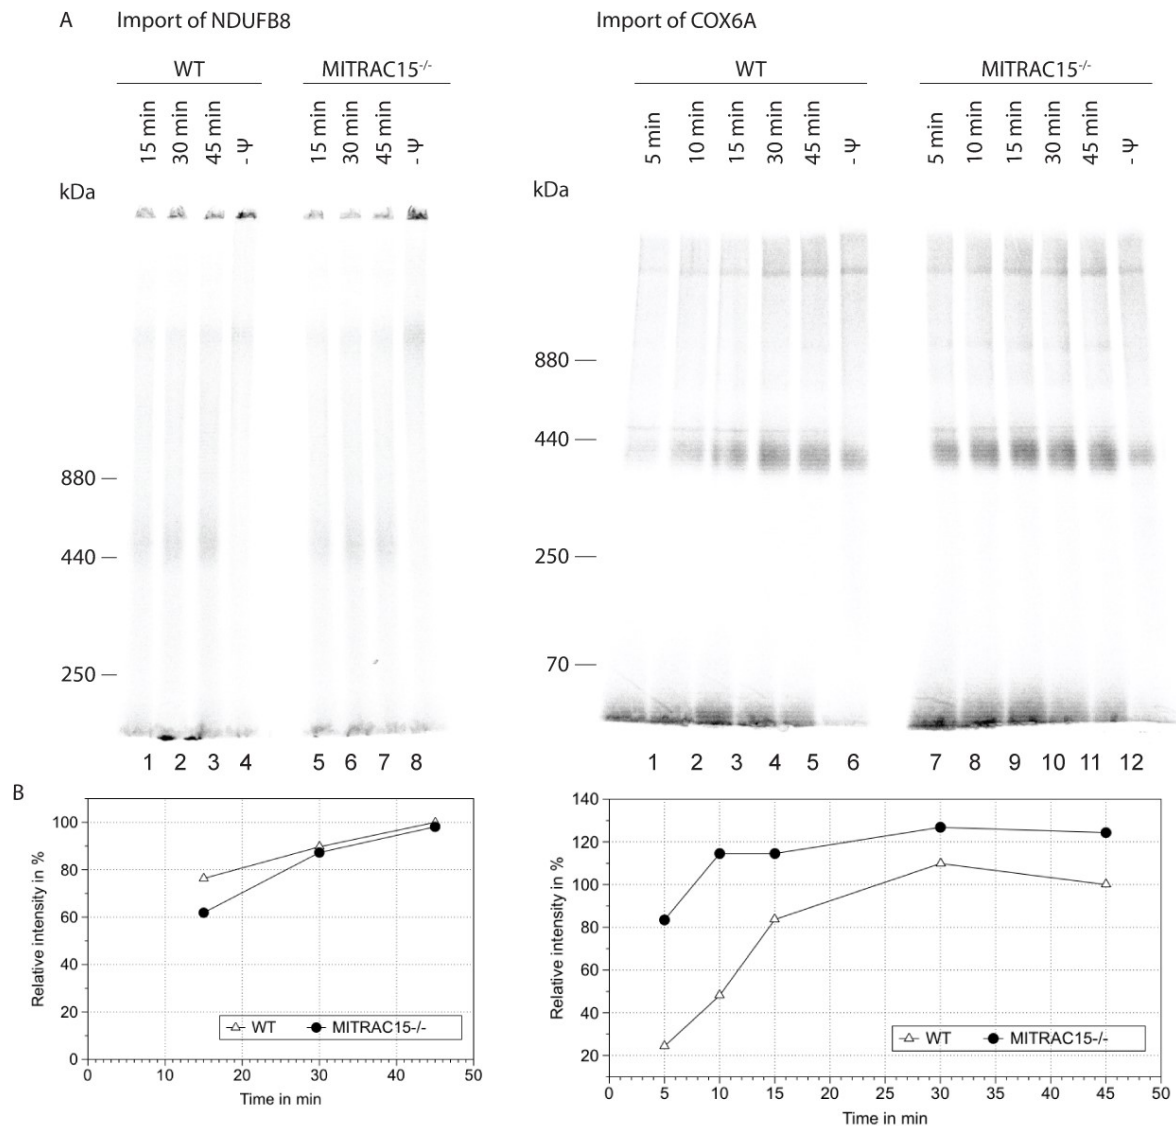 A Import of NDUFB8
WT MITRAC15-/-
15 min 30 min 45 min - Ψ 15 min 30 min 45 min - Ψ
kDa
880
440
250
1 2 3 4 5 6 7 8
Import of COX6A
WT MITRAC15-/-
5 min 10 min 15 min 30 min 45 min - Ψ 5 min 10 min 15 min 30 min 45 min - Ψ
kDa
880
440
250
70
1 2 3 4 5 6 7 8 9 10 11 12
B
Relative intensity in %
100
80
60
40
20
0
WT MITRAC15-/-
0 10 20 30 40 50
Time in min
Relative intensity in %
140
120
100
80
60
40
20
WT MITRAC15-/-
0 5 10 15 20 25 30 35 40 45 50
Time in min